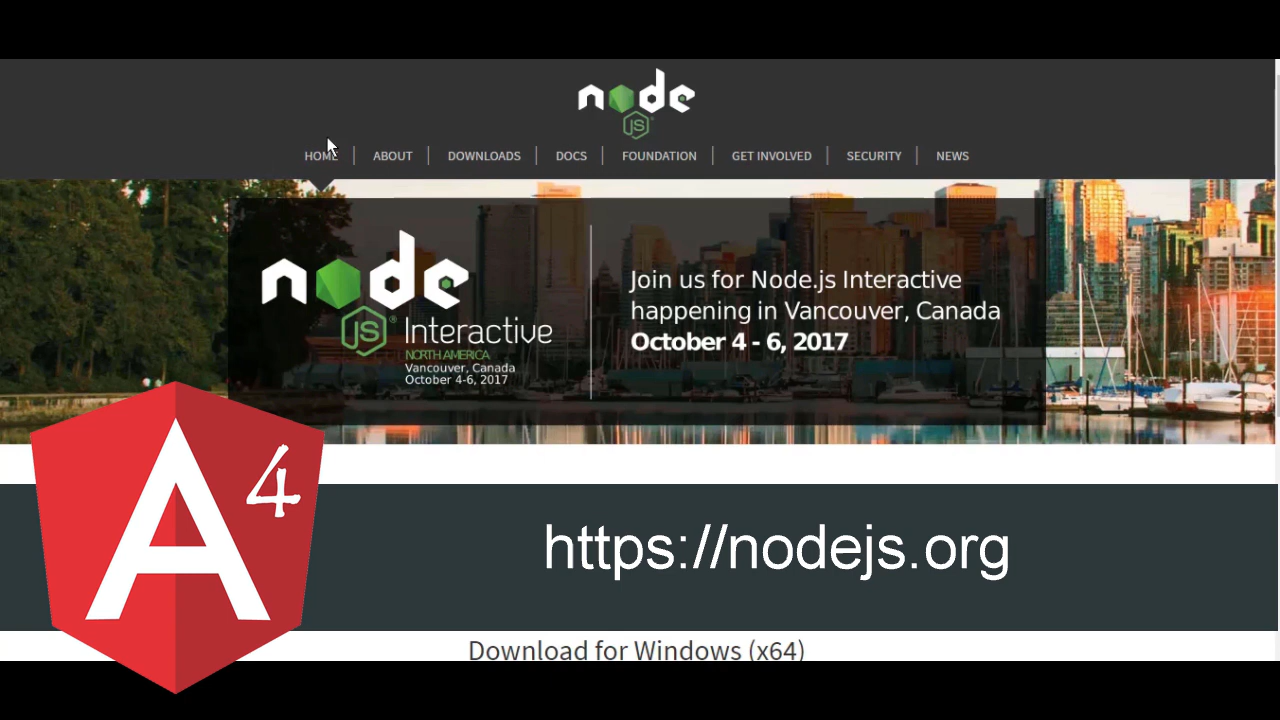 node
JS
HOME
ABOUT
DOWNLOADS
DOCS
FOUNDATION
GET INVOLVED
SECURITY
NEWS
node
JS ® Interactive
NORTH AMERICA
Vancouver, Canada
October 4-6, 2017
Join us for Node.js Interactive
happening in Vancouver, Canada
October 4 - 6, 2017
A 4
https://nodejs.org
Download for Windows (x64)